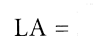 LA =